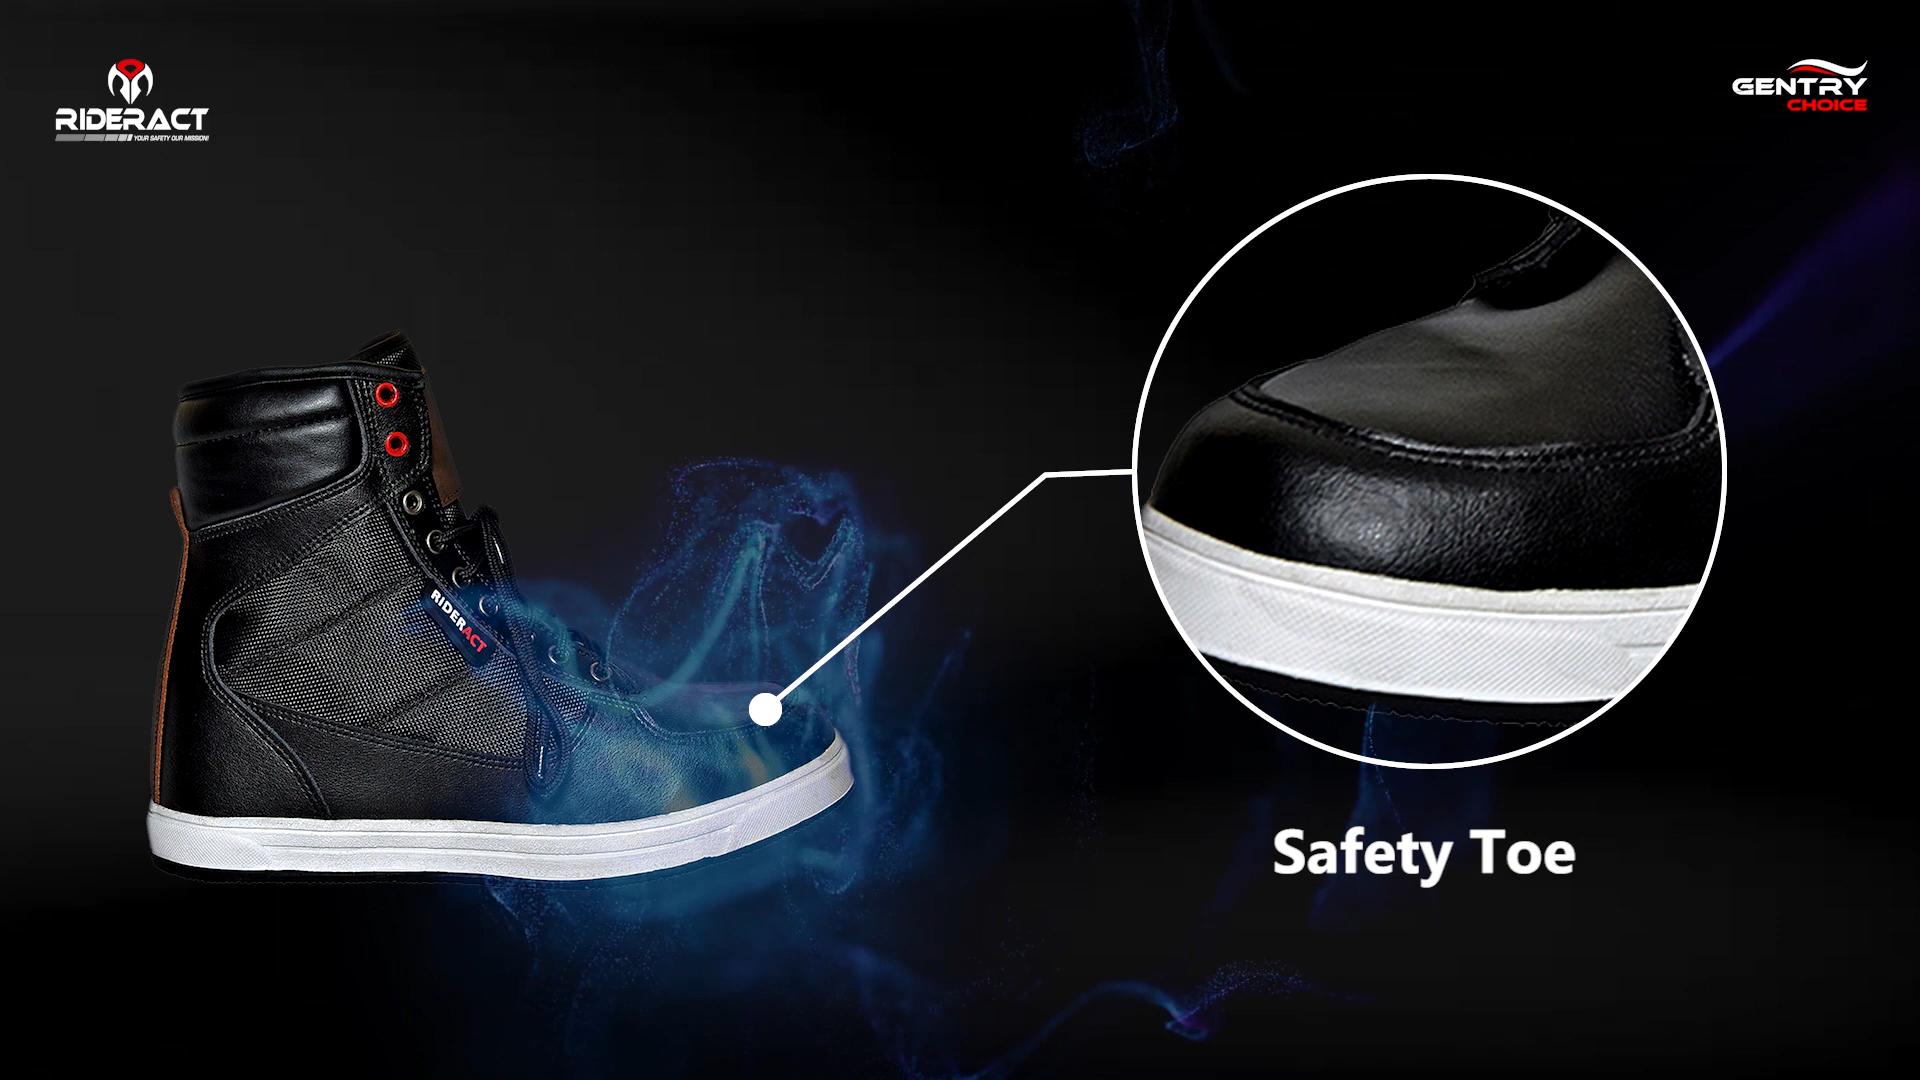 RIDERACT
YOUR SAFETY OUR MISSION!
GENTRY
CHOICE
RIDERACT
Safety Toe